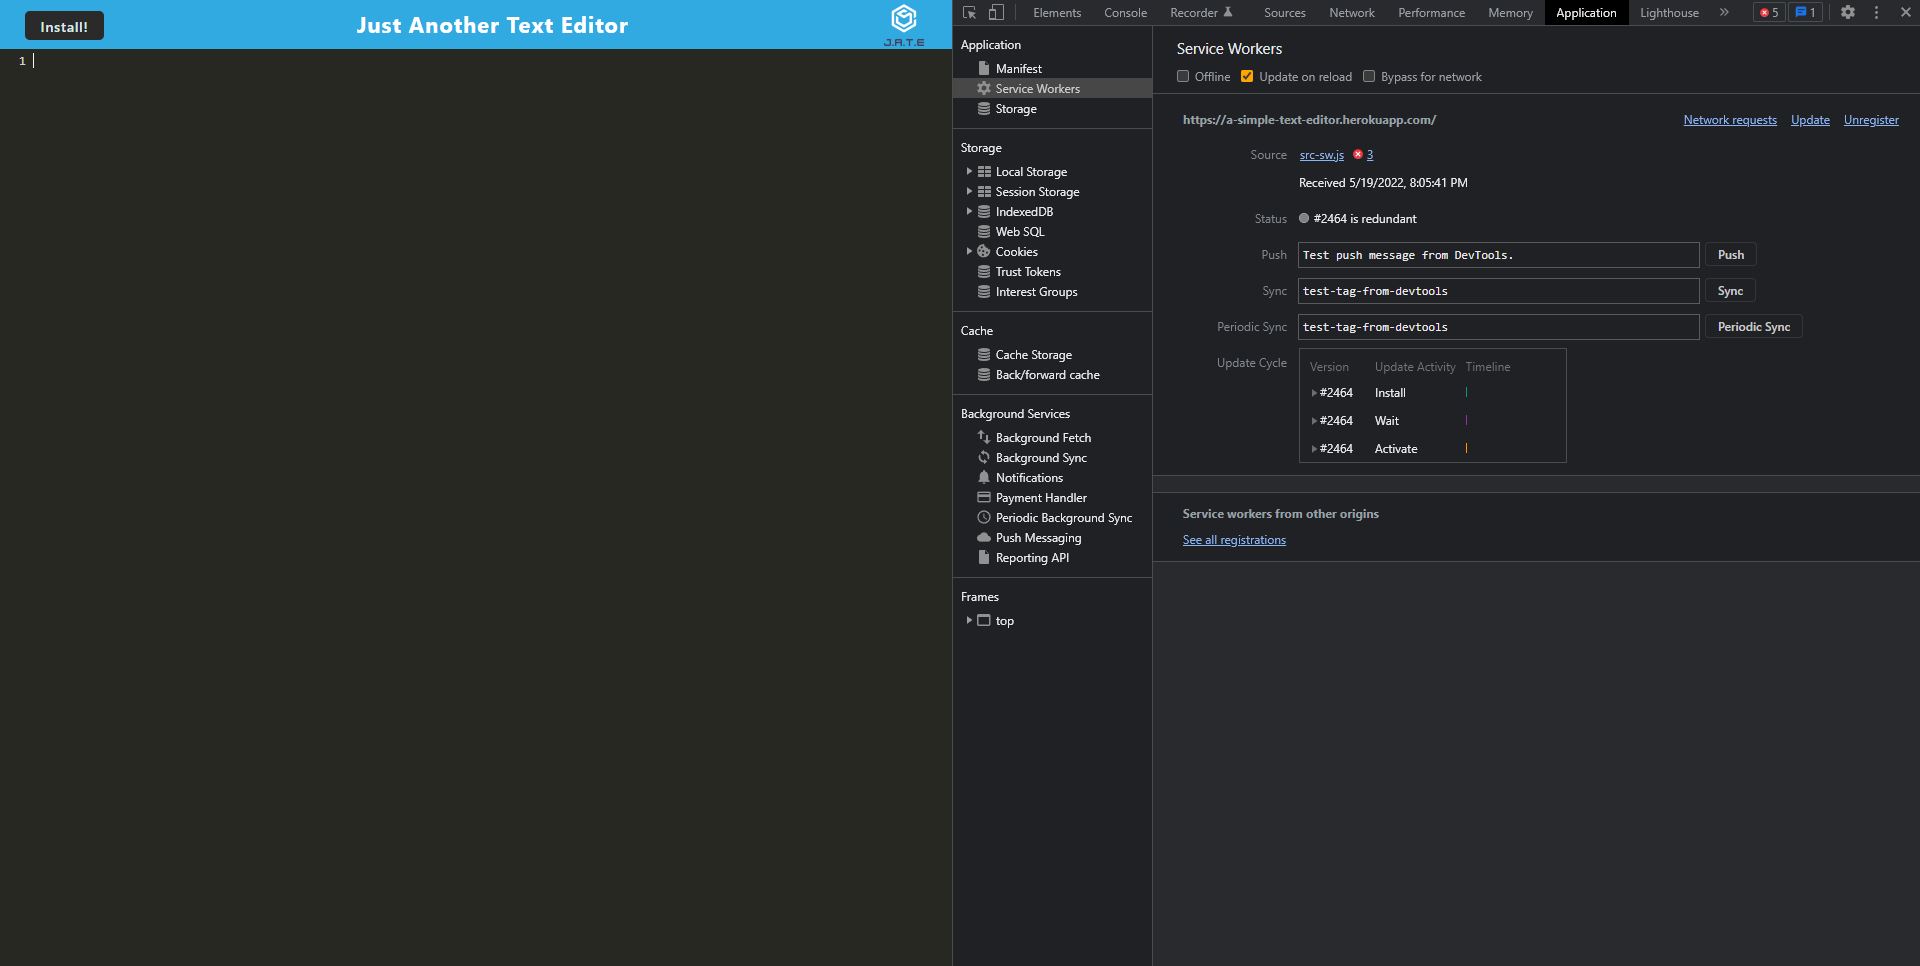 Install!
Just Another Text Editor
J.A.T.E
1
Elements Console Recorder Sources Network Performance Memory Application Lighthouse » 5 1
Application
Manifest
Service Workers
Storage
Storage
Local Storage
Session Storage
IndexedDB
Web SQL
Cookies
Trust Tokens
Interest Groups
Cache
Cache Storage
Back/forward cache
Background Services
Background Fetch
Background Sync
Notifications
Payment Handler
Periodic Background Sync
Push Messaging
Reporting API
Frames
top
Service Workers
Offline Update on reload Bypass for network
https://a-simple-text-editor.herokuapp.com/ Network requests Update Unregister
Source src-sw.js 3
Received 5/19/2022, 8:05:41 PM
Status #2464 is redundant
Push Test push message from DevTools. Push
Sync test-tag-from-devtools Sync
Periodic Sync test-tag-from-devtools Periodic Sync
Update Cycle Version Update Activity Timeline
#2464 Install
#2464 Wait
#2464 Activate
Service workers from other origins
See all registrations